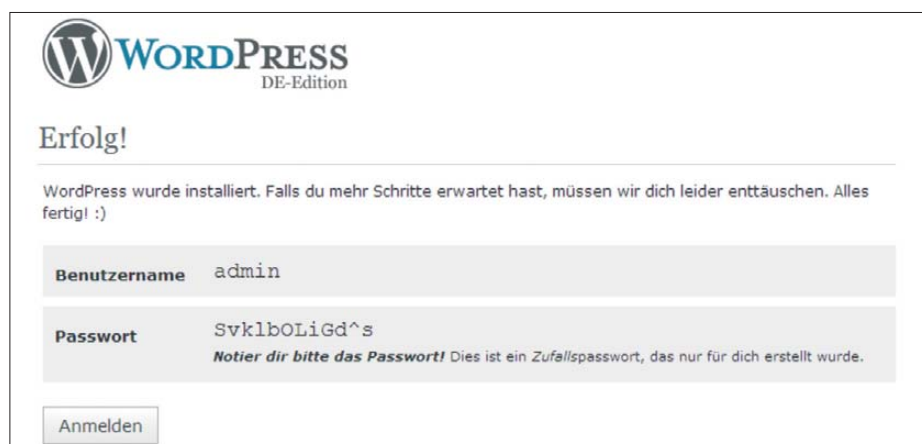 WORDPRESS
DE-Edition
Erfolg!
WordPress wurde installiert. Falls du mehr Schritte erwartet hast, müssen wir dich leider enttäuschen. Alles
fertig! :)
Benutzername admin
Passwort SvklbOLiGd^s
Notier dir bitte das Passwort! Dies ist ein Zufallspasswort, das nur für dich erstellt wurde.
Anmelden